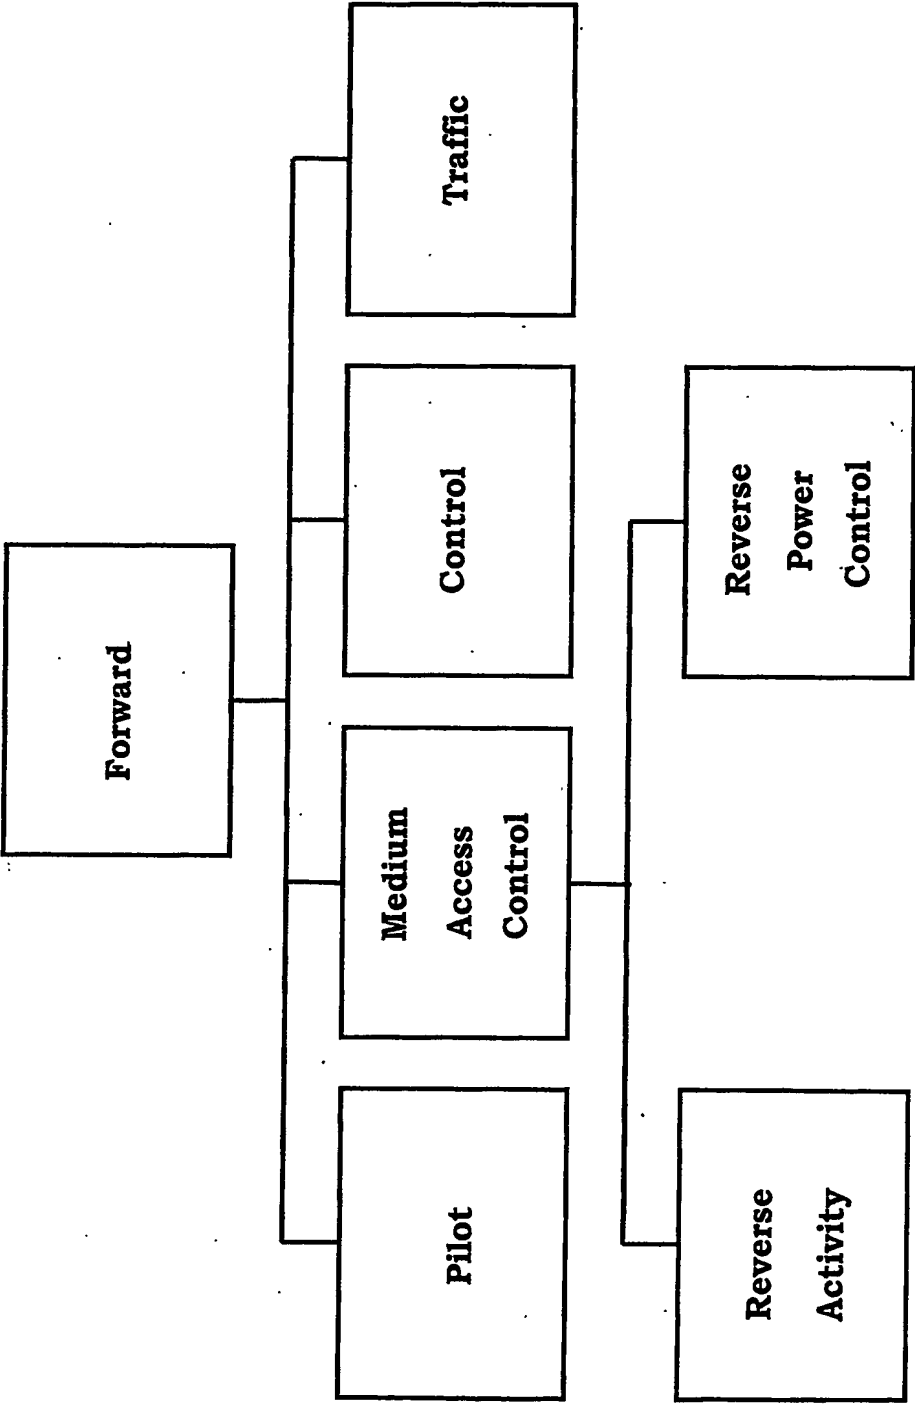 Forward
Pilot
Medium
Access
Control
Control
Traffic
Reverse
Activity
Reverse
Power
Control